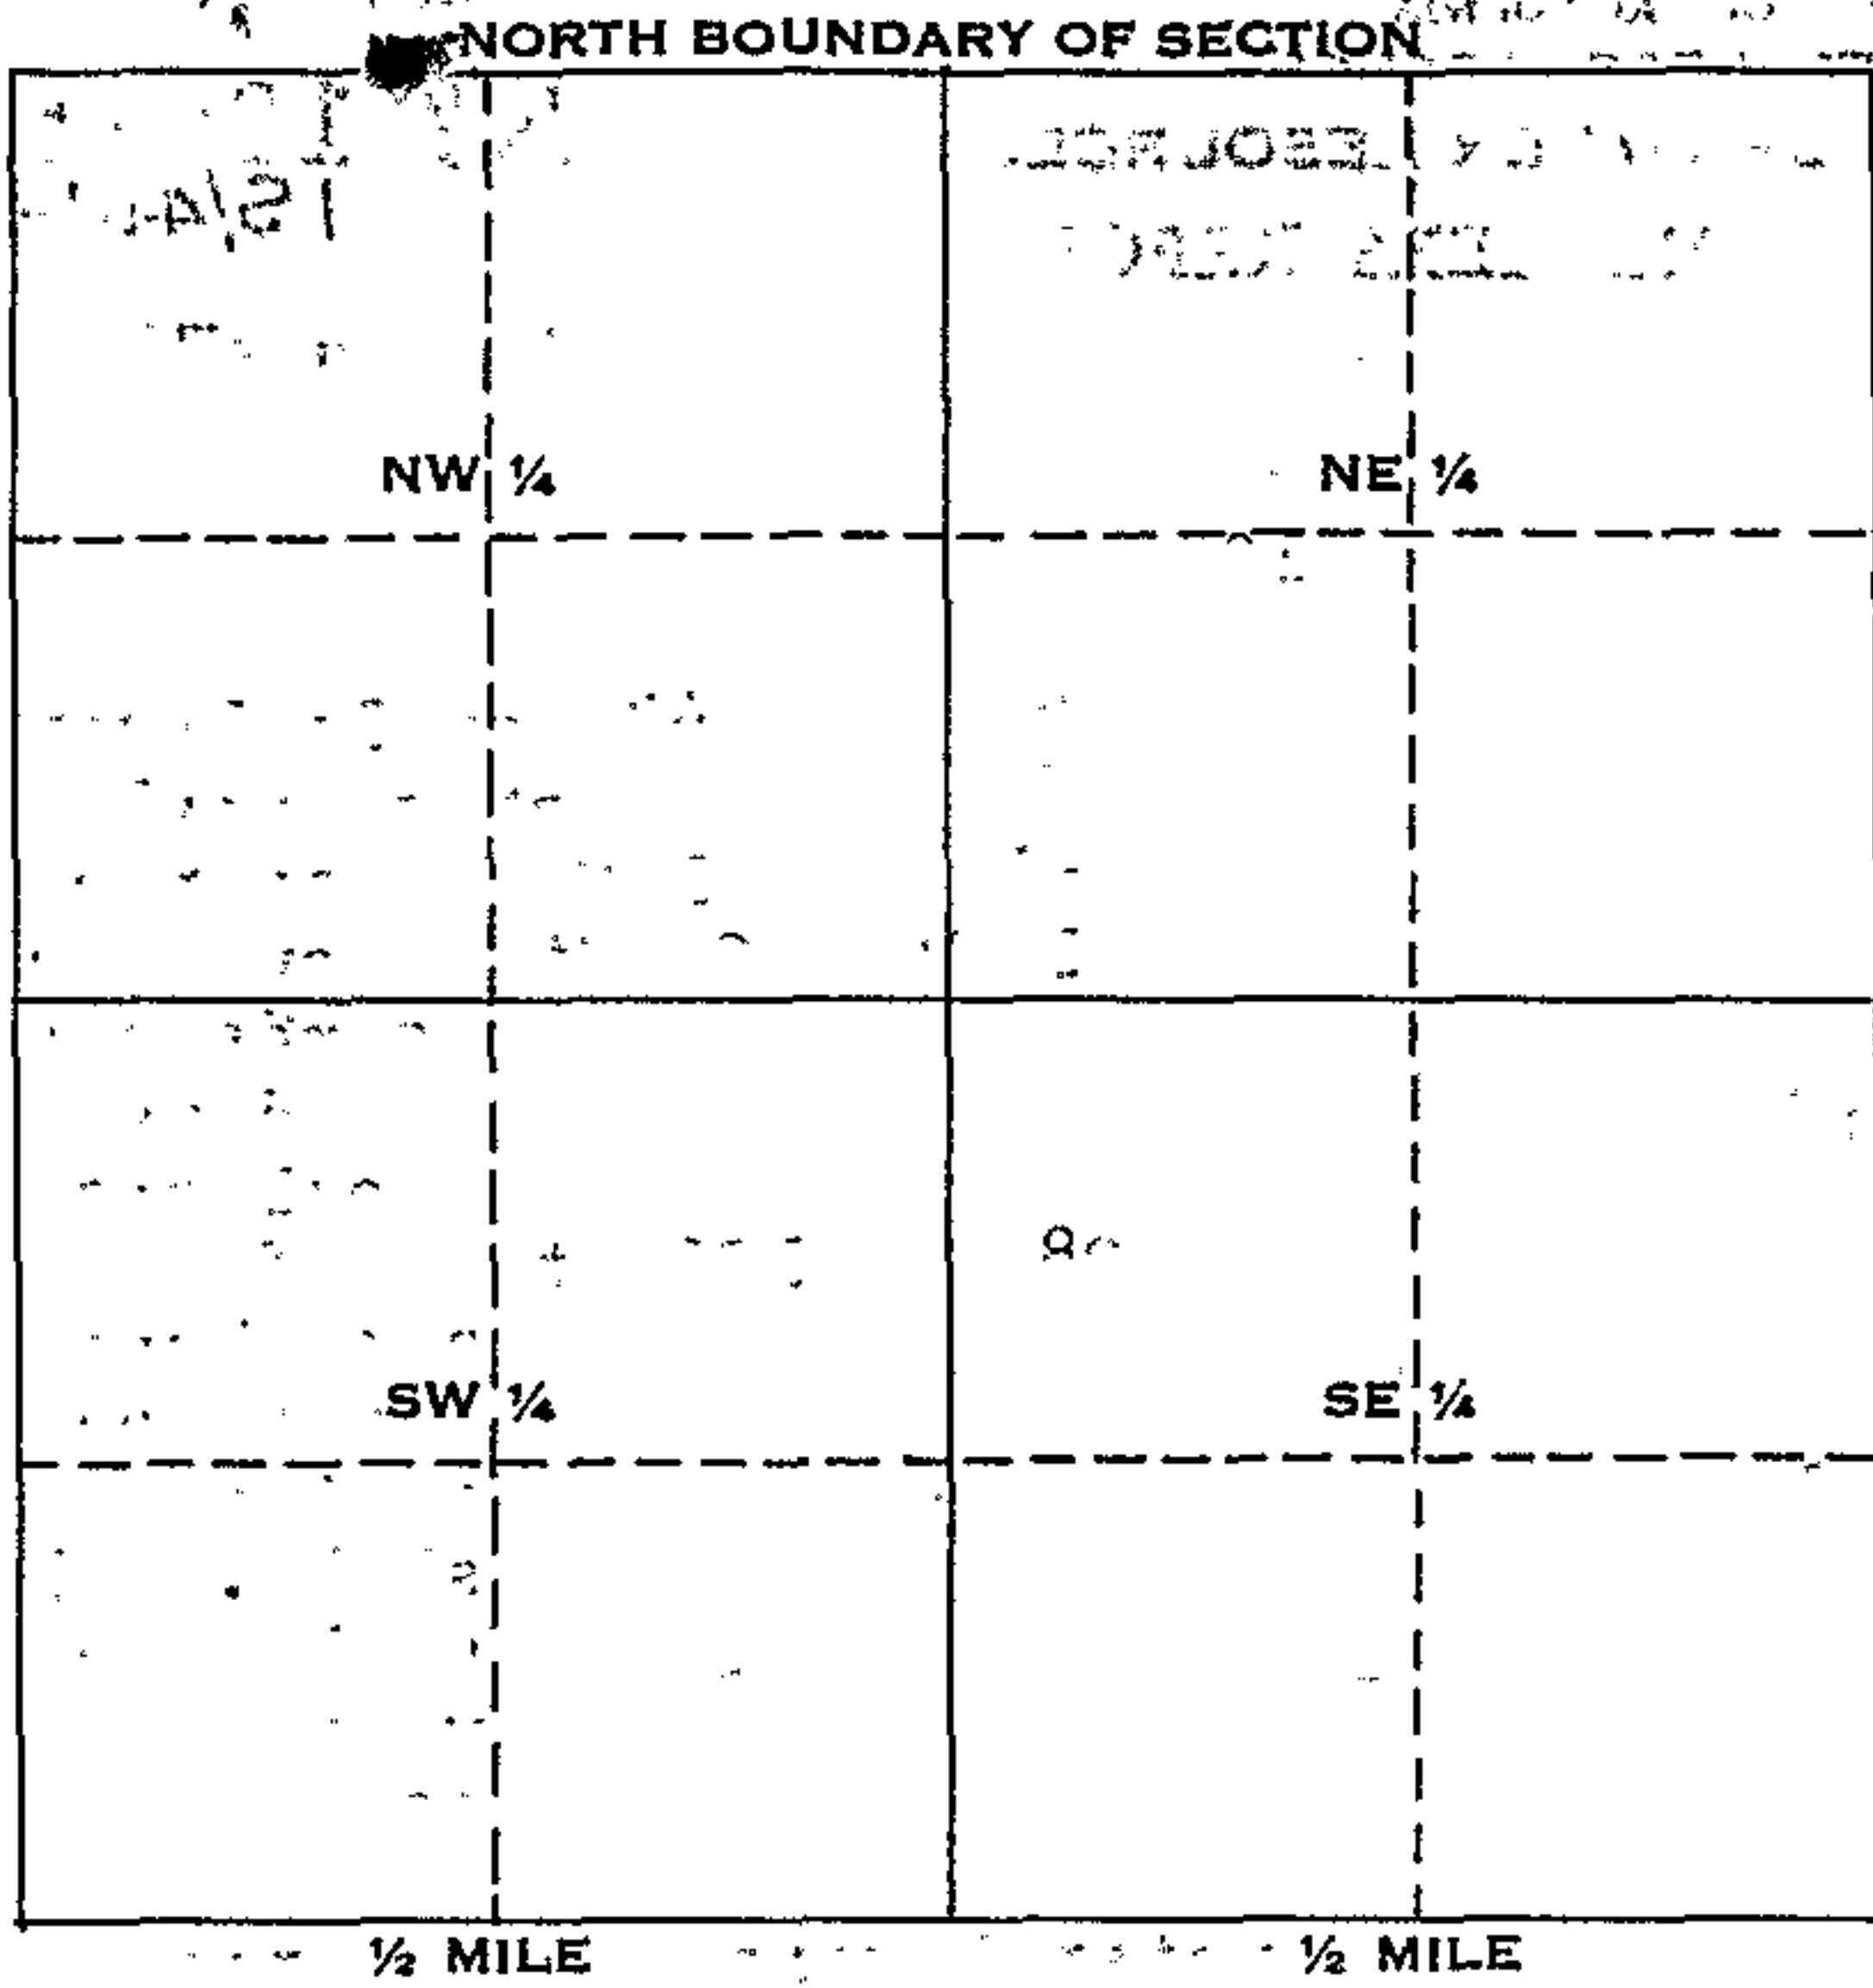 NORTH BOUNDARY OF SECTION
NW ¼ NE ¼
SW ¼ SE ¼
½ MILE ½ MILE